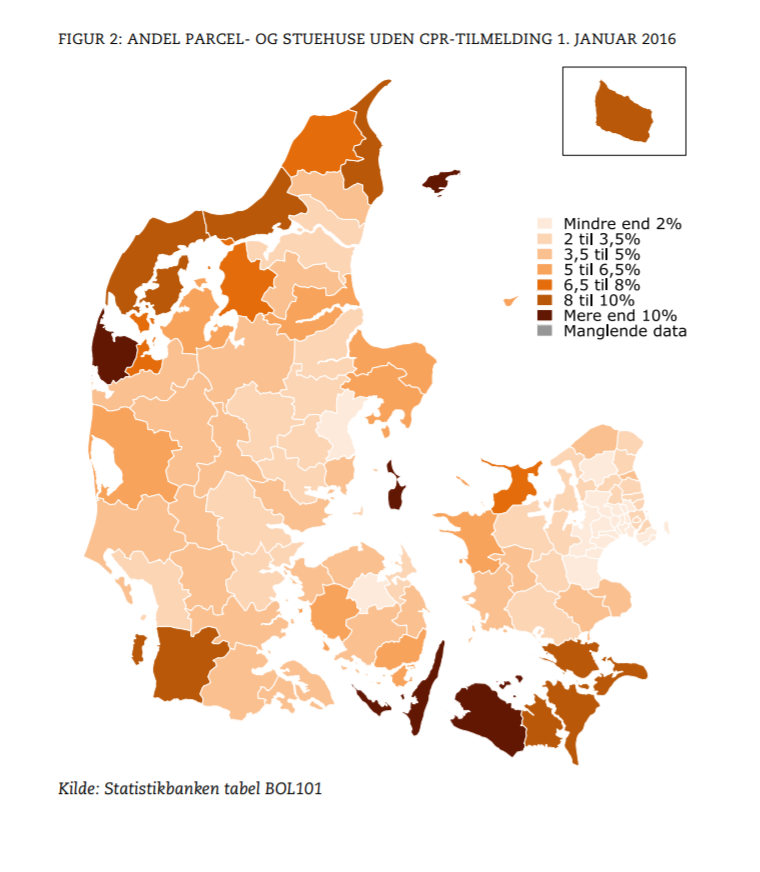 FIGUR 2: ANDEL PARCEL- OG STUEHUSE UDEN CPR-TILMELDING 1. JANUAR 2016
Mindre end 2%
2 til 3,5%
3,5 til 5%
5 til 6,5%
6,5 til 8%
8 til 10%
Mere end 10%
Manglende data
Kilde: Statistikbanken tabel BOL101